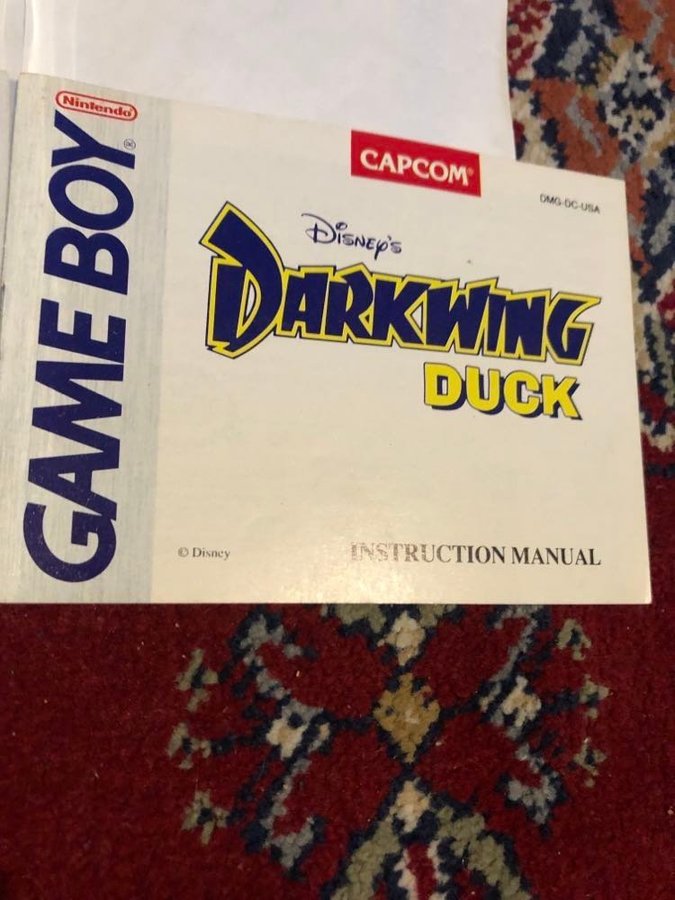 Nintendo®
GAME BOY®
CAPCOM®
DMG-DC-USA
Disney's
DARKWING
DUCK
© Disney
INSTRUCTION MANUAL